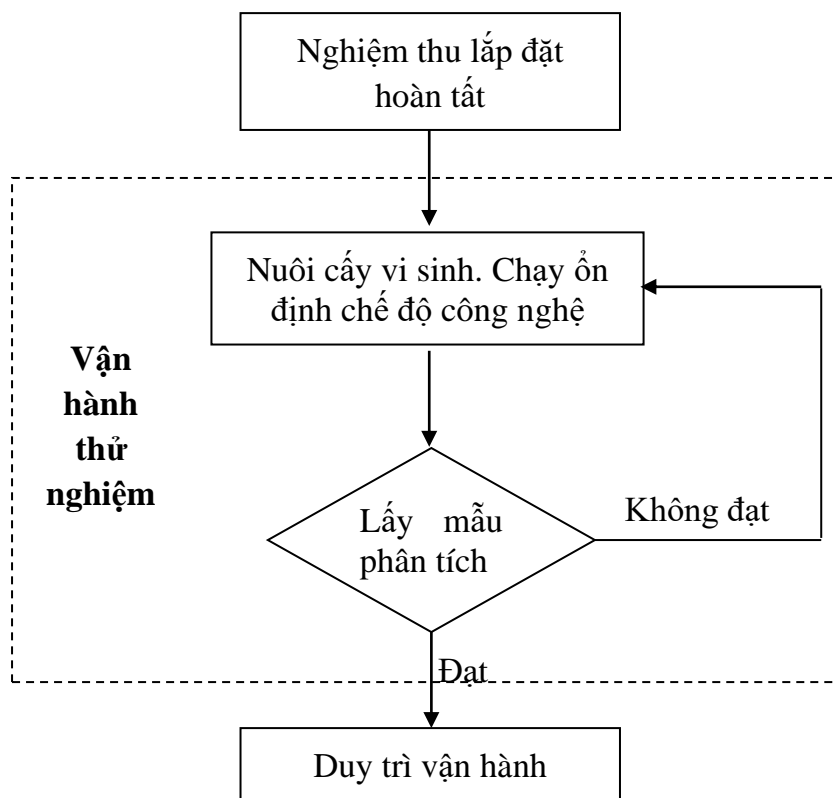 Nghiệm thu lắp đặt
hoàn tất
Nuôi cấy vi sinh. Chạy ổn
định chế độ công nghệ
Vận
hành
thử
nghiệm
Lấy mẫu
phân tích
Không đạt
Đạt
Duy trì vận hành